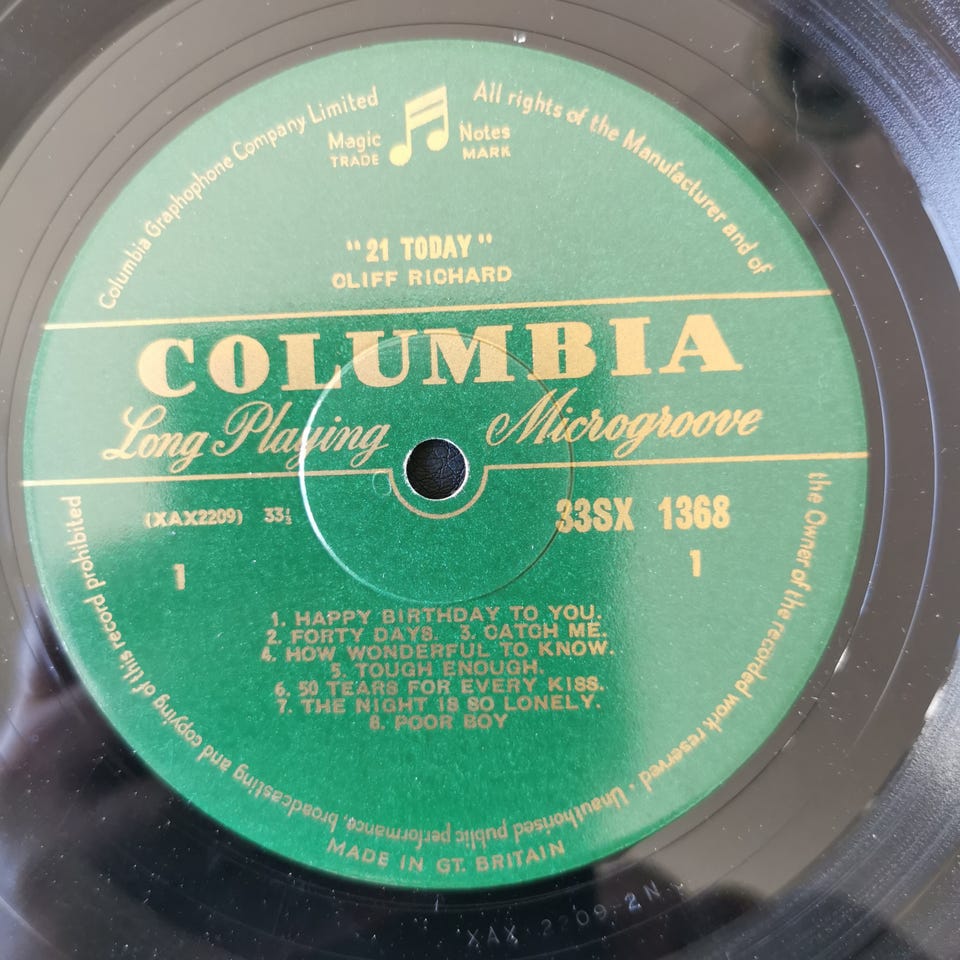 Columbia Graphophone Company Limited
All rights of the Manufacturer and of
the Owner of the recorded work reserved · Unauthorised public performance, broadcasting and copying of this record prohibited
Magic Notes
TRADE MARK
"21 TODAY"
CLIFF RICHARD
COLUMBIA
Long Playing Microgroove
(XAX2209) 33⅓ 33SX 1368
1 1
1. HAPPY BIRTHDAY TO YOU.
2. FORTY DAYS. 3. CATCH ME.
4. HOW WONDERFUL TO KNOW.
5. TOUGH ENOUGH.
6. 50 TEARS FOR EVERY KISS.
7. THE NIGHT IS SO LONELY.
8. POOR BOY
MADE IN GT. BRITAIN
XAX 2209 2N